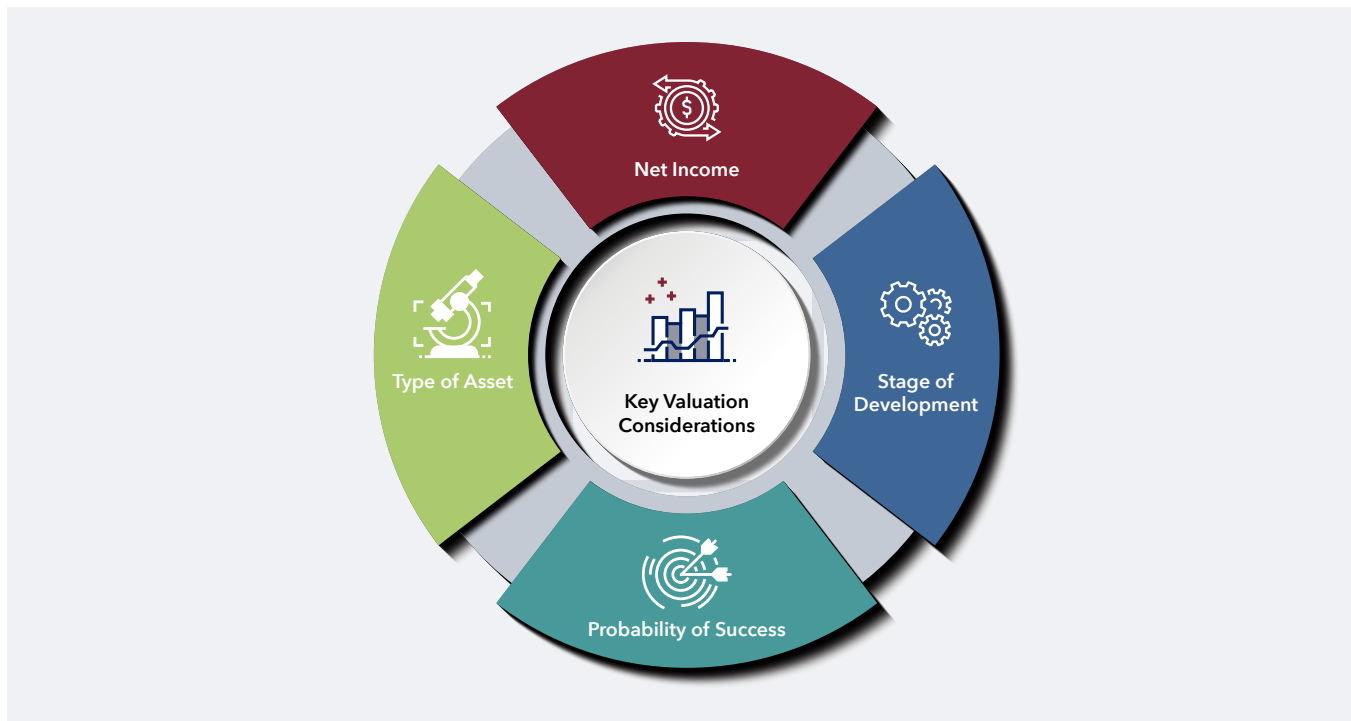 Net Income
Type of Asset
Key Valuation
Considerations
Stage of
Development
Probability of Success